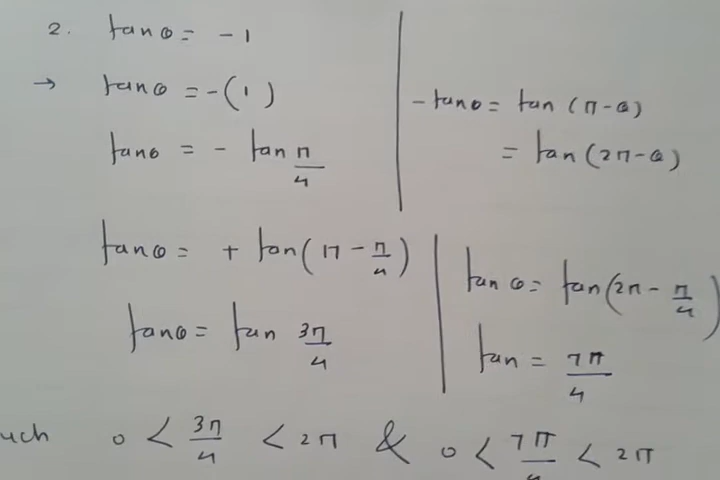 2. tanθ = -1
→ tanθ = -(1)
tanθ = - tan π/4
-tanθ = tan (π-θ)
= tan (2π-θ)
tanθ = + tan(π - π/4)
tanθ = tan 3π/4
tanθ = tan(2π - π/4)
tan = 7π/4
uch 0 < 3π/4 < 2π & 0 < 7π/4 < 2π